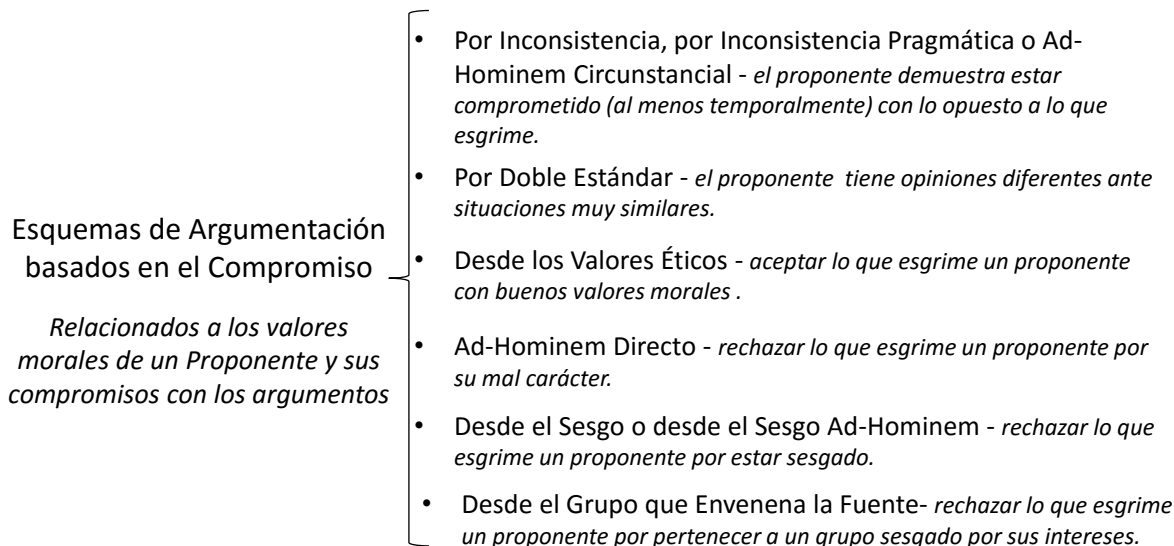 Esquemas de Argumentación
basados en el Compromiso
Relacionados a los valores
morales de un Proponente y sus
compromisos con los argumentos
• Por Inconsistencia, por Inconsistencia Pragmática o Ad-
Hominem Circunstancial - el proponente demuestra estar
comprometido (al menos temporalmente) con lo opuesto a lo que
esgrime.
• Por Doble Estándar - el proponente tiene opiniones diferentes ante
situaciones muy similares.
• Desde los Valores Éticos - aceptar lo que esgrime un proponente
con buenos valores morales .
• Ad-Hominem Directo - rechazar lo que esgrime un proponente por
su mal carácter.
• Desde el Sesgo o desde el Sesgo Ad-Hominem - rechazar lo que
esgrime un proponente por estar sesgado.
• Desde el Grupo que Envenena la Fuente- rechazar lo que esgrime
un proponente por pertenecer a un grupo sesgado por sus intereses.